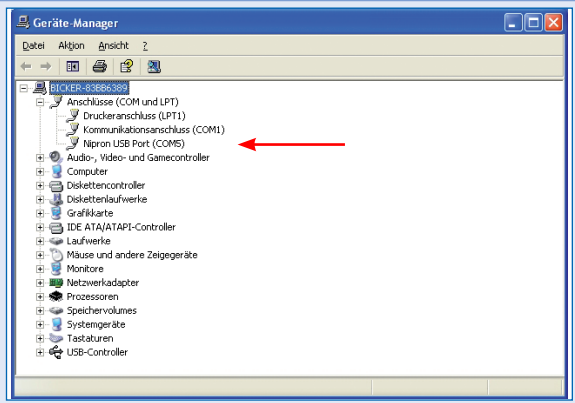 Geräte-Manager
Datei Aktion Ansicht ?
BICKER-83BB6389
Anschlüsse (COM und LPT)
Druckeranschluss (LPT1)
Kommunikationsanschluss (COM1)
Nipron USB Port (COM5)
Audio-, Video- und Gamecontroller
Computer
Diskettencontroller
Diskettenlaufwerke
Grafikkarte
IDE ATA/ATAPI-Controller
Laufwerke
Mäuse und andere Zeigegeräte
Monitore
Netzwerkadapter
Prozessoren
Speichervolumes
Systemgeräte
Tastaturen
USB-Controller